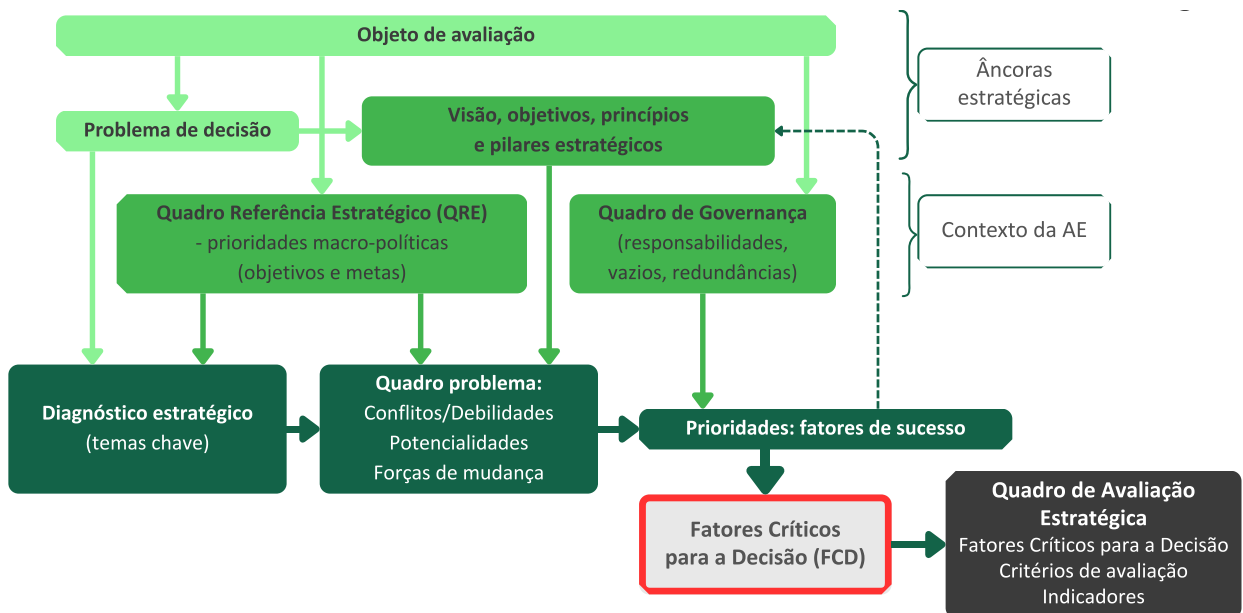 Objeto de avaliação
Âncoras
estratégicas
Problema de decisão
Visão, objetivos, princípios
e pilares estratégicos
Quadro Referência Estratégico (QRE)
- prioridades macro-políticas
(objetivos e metas)
Quadro de Governança
(responsabilidades,
vazios, redundâncias)
Contexto da AE
Diagnóstico estratégico
(temas chave)
Quadro problema:
Conflitos/Debilidades
Potencialidades
Forças de mudança
Prioridades: fatores de sucesso
Fatores Críticos
para a Decisão (FCD)
Quadro de Avaliação
Estratégica
Fatores Críticos para a Decisão
Critérios de avaliação
Indicadores